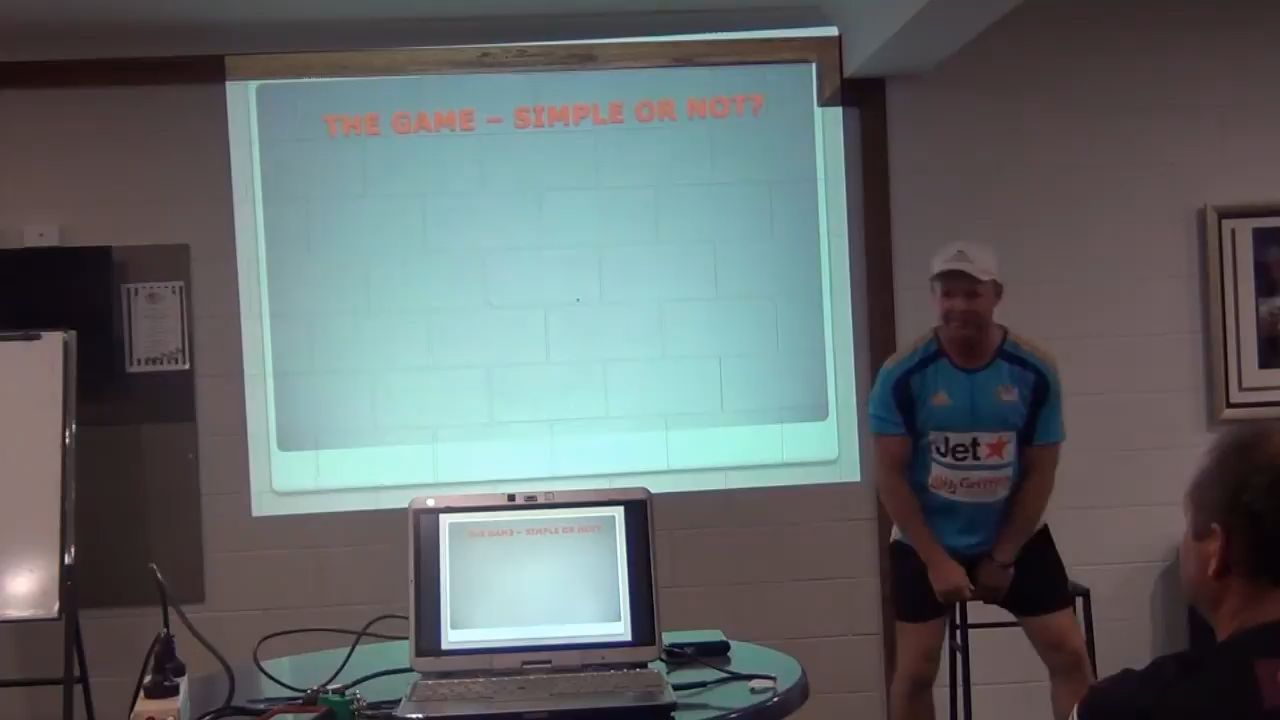 THE GAME – SIMPLE OR NOT?
Jet
THE GAME – SIMPLE OR NOT?